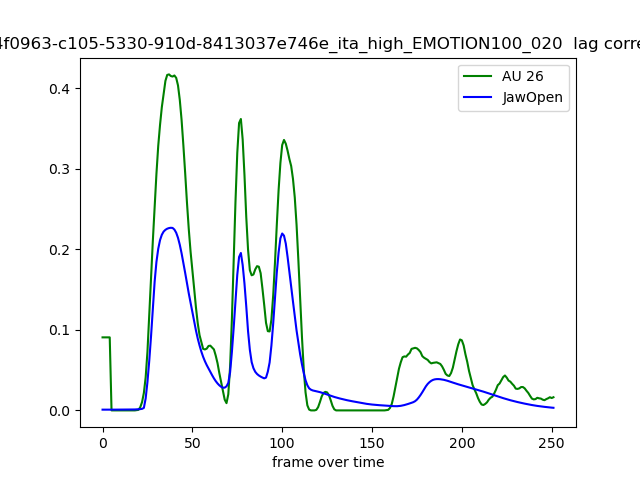 4f0963-c105-5330-910d-8413037e746e_ita_high_EMOTION100_020 lag corre
AU 26
JawOpen
0.4
0.3
0.2
0.1
0.0
0 50 100 150 200 250
frame over time